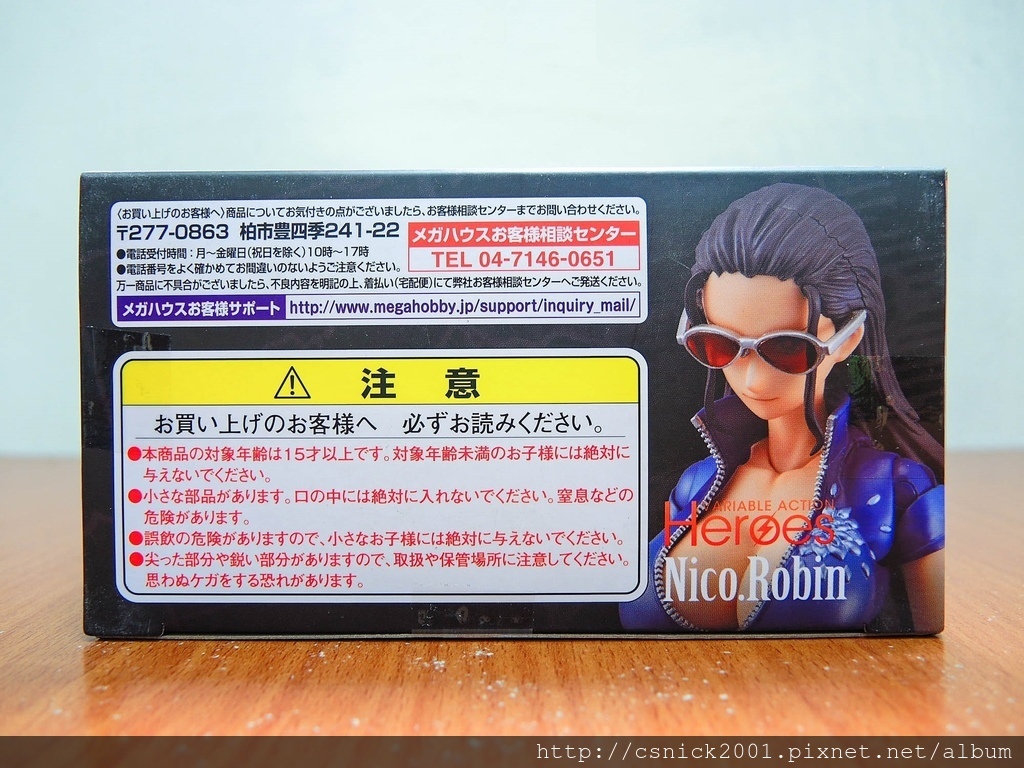 〈お買い上げのお客様へ〉商品についてお気付きの点がございましたら、お客様相談センターまでお問い合わせください。
〒277-0863 柏市豊四季241-22
●電話受付時間：月～金曜日(祝日を除く)10時～17時
●電話番号をよく確かめてお間違いのないようご注意ください。
メガハウスお客様相談センター
TEL 04-7146-0651
万一商品に不具合がございましたら、不良内容を明記の上、着払い(宅配便)にて弊社お客様相談センターへご発送ください。
メガハウスお客様サポート http://www.megahobby.jp/support/inquiry_mail/
注 意
お買い上げのお客様へ 必ずお読みください。
●本商品の対象年齢は15才以上です。対象年齢未満のお子様には絶対に
与えないでください。
●小さな部品があります。口の中には絶対に入れないでください。窒息などの
危険があります。
●誤飲の危険がありますので、小さなお子様には絶対に与えないでください。
●尖った部分や鋭い部分がありますので、取扱や保管場所に注意してください。
思わぬケガをする恐れがあります。
VARIABLE ACTION
Heroes
Nico.Robin
http://csnick2001.pixnet.net/album